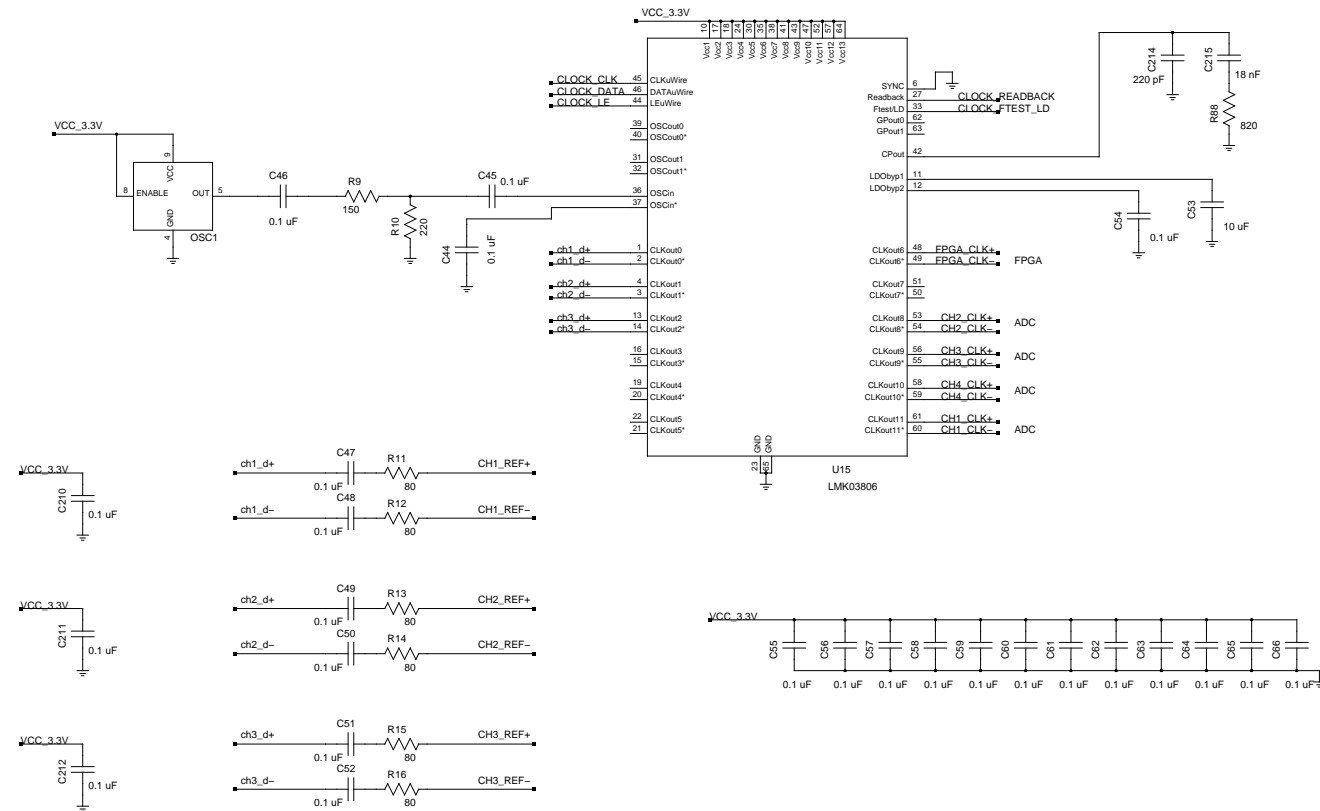 VCC_3.3V
10 17 18 24 30 35 38 41 43 47 52 57 64
Vcc1 Vcc2 Vcc3 Vcc4 Vcc5 Vcc6 Vcc7 Vcc8 Vcc9 Vcc10 Vcc11 Vcc12 Vcc13
CLOCK_CLK 45 CLKuWire
CLOCK_DATA 46 DATAuWire
CLOCK_LE 44 LEuWire
39 OSCout0
40 OSCout0*
31 OSCout1
32 OSCout1*
36 OSCin
37 OSCin*
ch1_d+ 1 CLKout0
ch1_d− 2 CLKout0*
ch2_d+ 4 CLKout1
ch2_d− 3 CLKout1*
ch3_d+ 13 CLKout2
ch3_d− 14 CLKout2*
16 CLKout3
15 CLKout3*
19 CLKout4
20 CLKout4*
22 CLKout5
21 CLKout5*
SYNC 6
Readback 27 CLOCK_READBACK
Ftest/LD 33 CLOCK_FTEST_LD
GPout0 62
GPout1 63
CPout 42
LDObyp1 11
LDObyp2 12
CLKout6 48 FPGA_CLK+
CLKout6* 49 FPGA_CLK− FPGA
CLKout7 51
CLKout7* 50
CLKout8 53 CH2_CLK+
CLKout8* 54 CH2_CLK− ADC
CLKout9 56 CH3_CLK+
CLKout9* 55 CH3_CLK− ADC
CLKout10 58 CH4_CLK+
CLKout10* 59 CH4_CLK− ADC
CLKout11 61 CH1_CLK+
CLKout11* 60 CH1_CLK− ADC
GND GND
23 65
U15
LMK03806
C214
220 pF
C215
18 nF
R88
820
C54
0.1 uF
C53
10 uF
VCC_3.3V
9
VCC
8 ENABLE OUT 5
GND
4
OSC1
C46
0.1 uF
R9
150
R10
220
C45
0.1 uF
C44
0.1 uF
VCC_3.3V
C210
0.1 uF
ch1_d+ C47 R11 CH1_REF+
0.1 uF 80
ch1_d− C48 R12 CH1_REF−
0.1 uF 80
VCC_3.3V
C211
0.1 uF
ch2_d+ C49 R13 CH2_REF+
0.1 uF 80
ch2_d− C50 R14 CH2_REF−
0.1 uF 80
VCC_3.3V
C212
0.1 uF
ch3_d+ C51 R15 CH3_REF+
0.1 uF 80
ch3_d− C52 R16 CH3_REF−
0.1 uF 80
VCC_3.3V
C55 C56 C57 C58 C59 C60 C61 C62 C63 C64 C65 C66
0.1 uF 0.1 uF 0.1 uF 0.1 uF 0.1 uF 0.1 uF 0.1 uF 0.1 uF 0.1 uF 0.1 uF 0.1 uF 0.1 uF